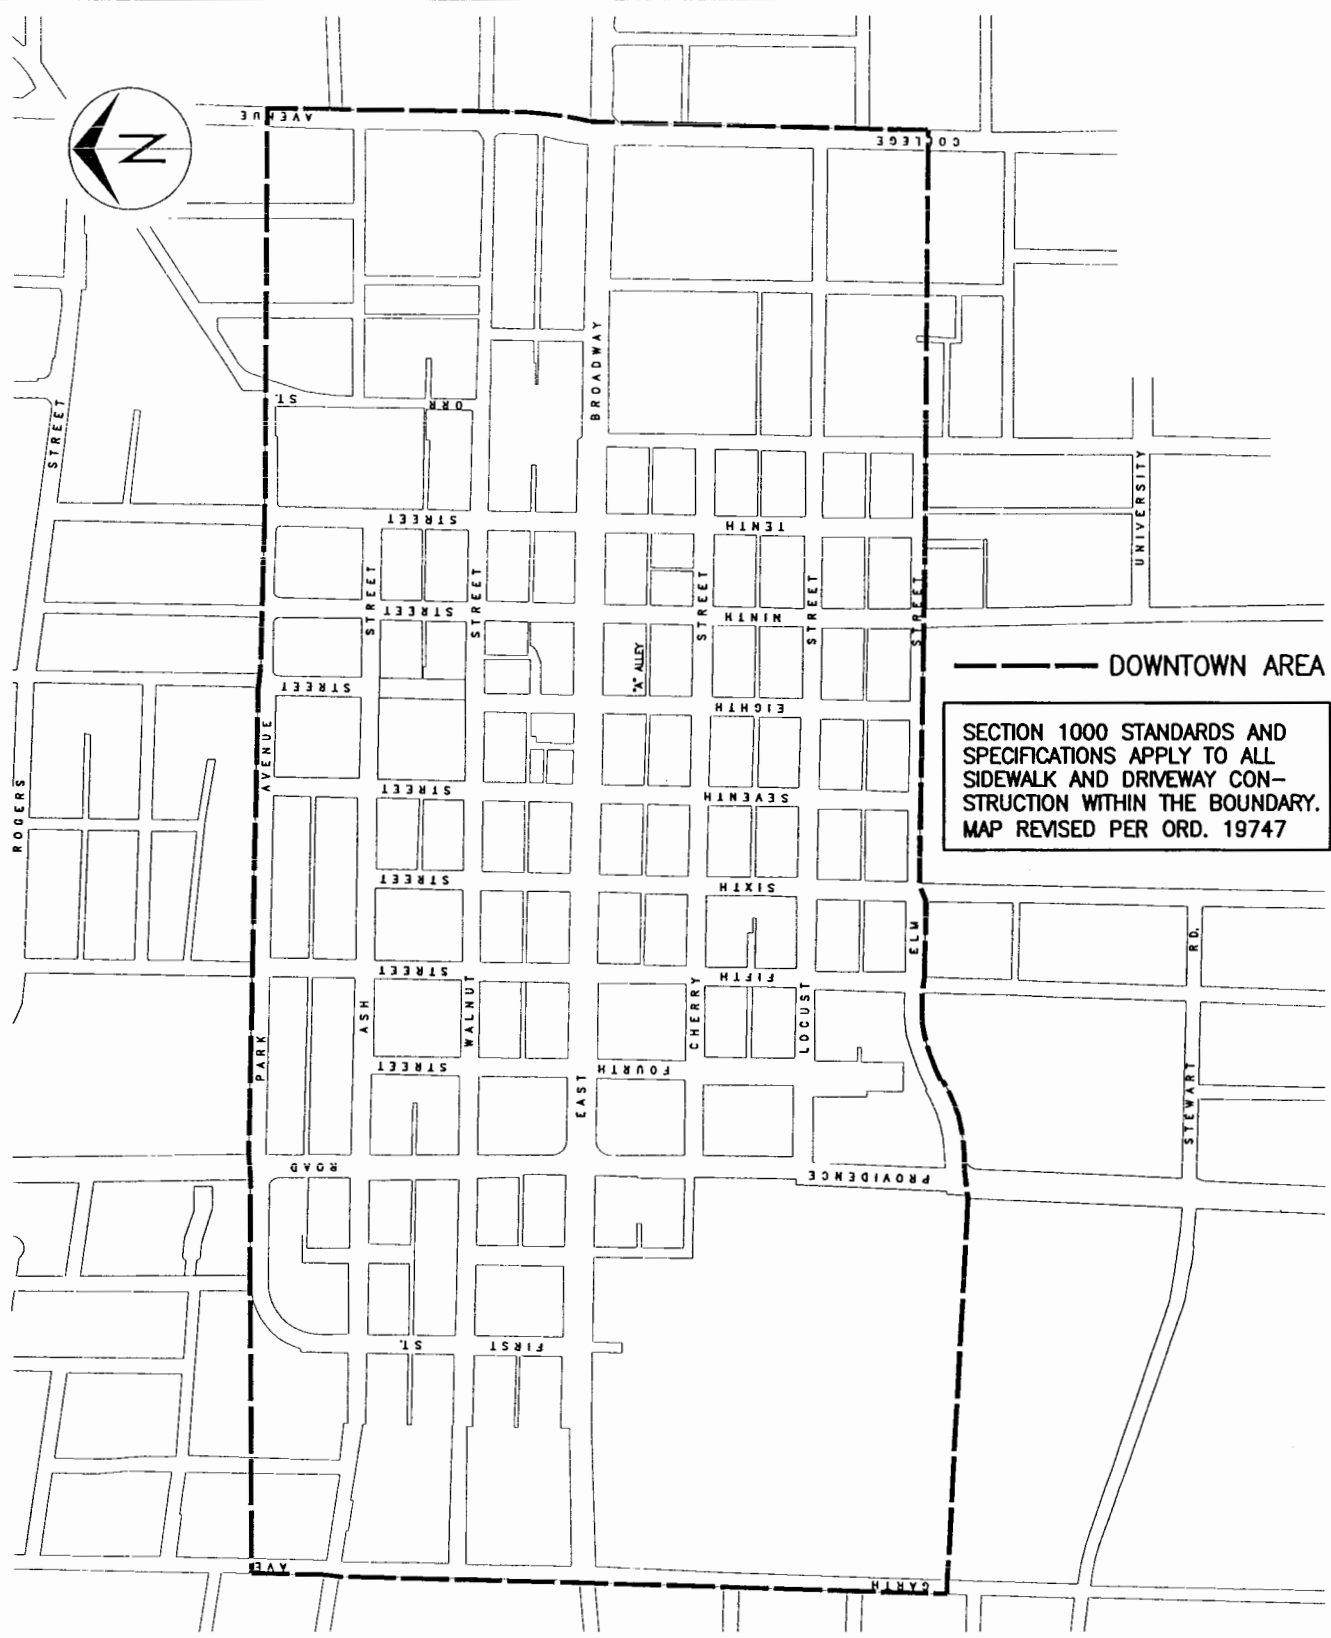 AVENUE
COLLEGE
N
BROADWAY
ST.
ORR
STREET
STREET
TENTH
UNIVERSITY
STREET
STREET
STREET
STREET
STREET
STREET
NINTH
"A" ALLEY
DOWNTOWN AREA
STREET
EIGHTH
SECTION 1000 STANDARDS AND
SPECIFICATIONS APPLY TO ALL
SIDEWALK AND DRIVEWAY CON-
STRUCTION WITHIN THE BOUNDARY.
MAP REVISED PER ORD. 19747
AVENUE
ROGERS
STREET
SEVENTH
STREET
SIXTH
ELM
RD.
STREET
FIFTH
ASH
WALNUT
CHERRY
LOCUST
PARK
STREET
FOURTH
EAST
STEWART
ROAD
PROVIDENCE
ST.
FIRST
AVE
GARTH